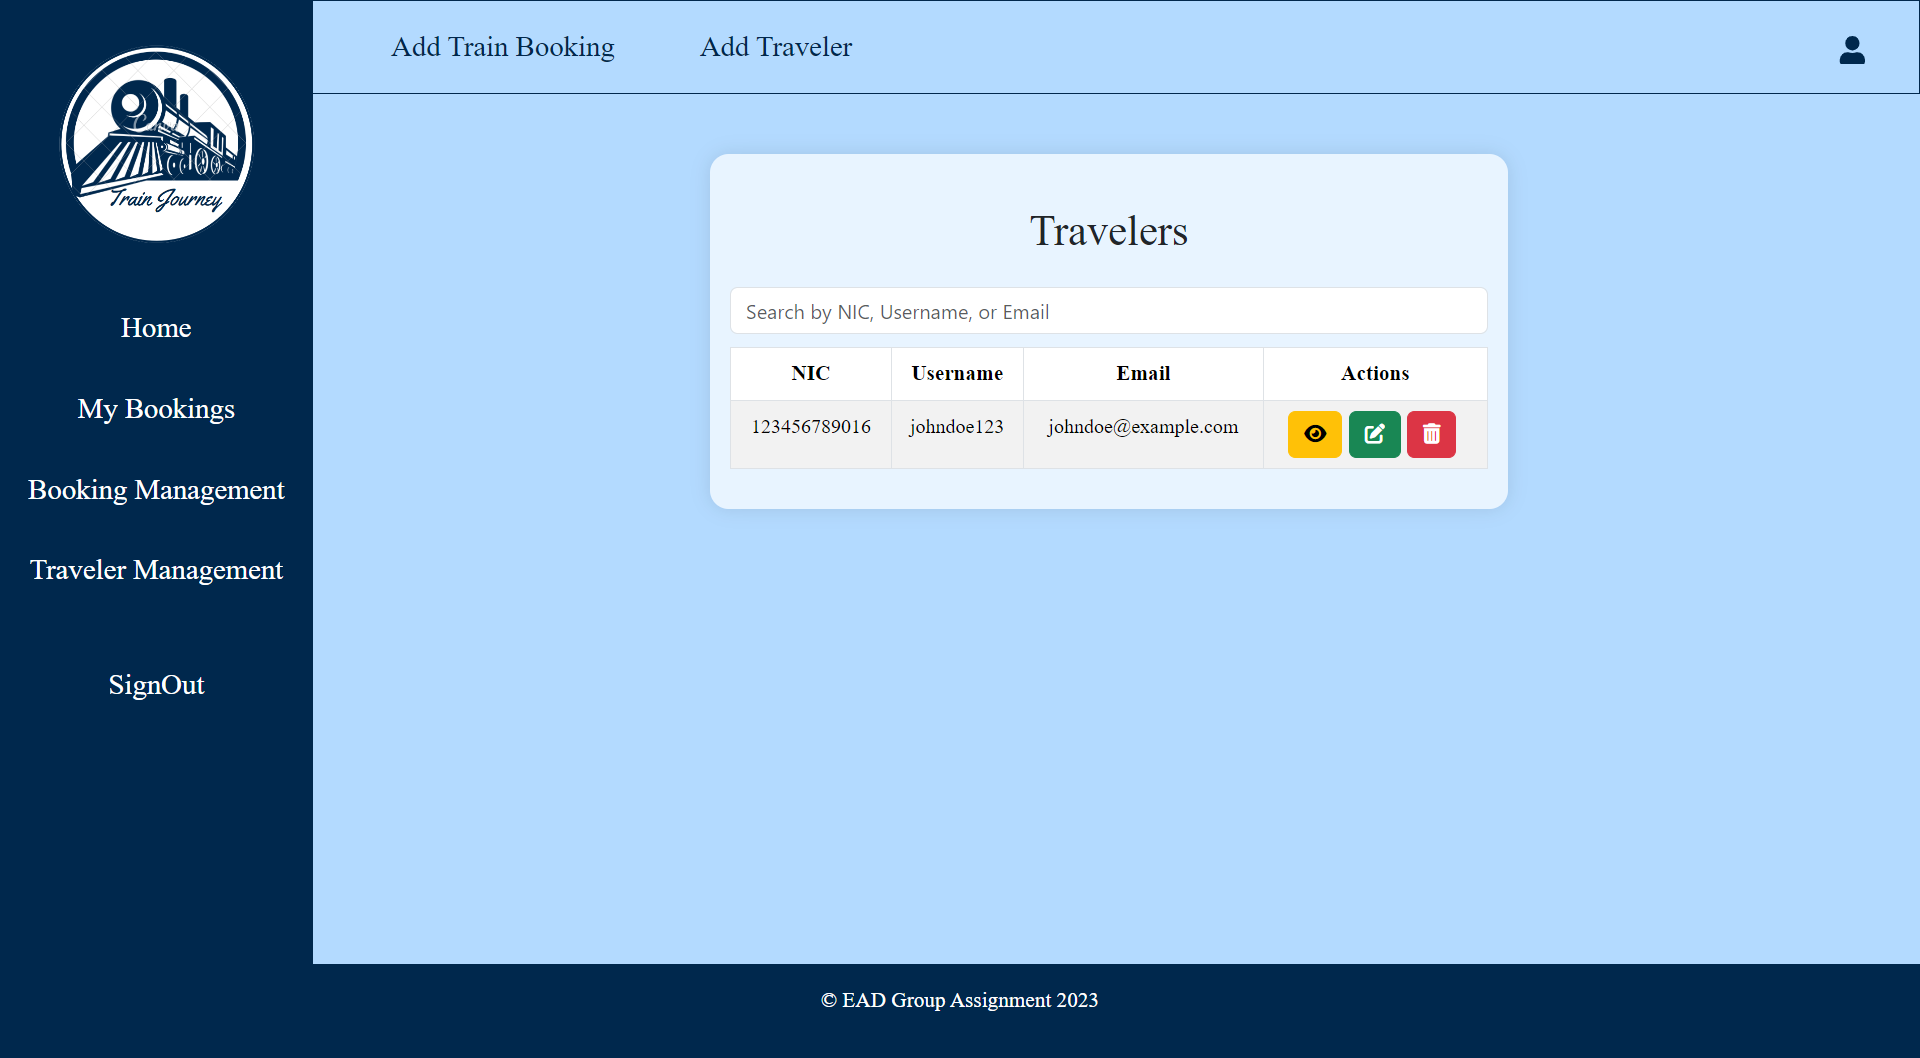 Train Journey
Home
My Bookings
Booking Management
Traveler Management
SignOut
Add Train Booking Add Traveler
Travelers
Search by NIC, Username, or Email
NIC Username Email Actions
123456789016 johndoe123 johndoe@example.com
© EAD Group Assignment 2023